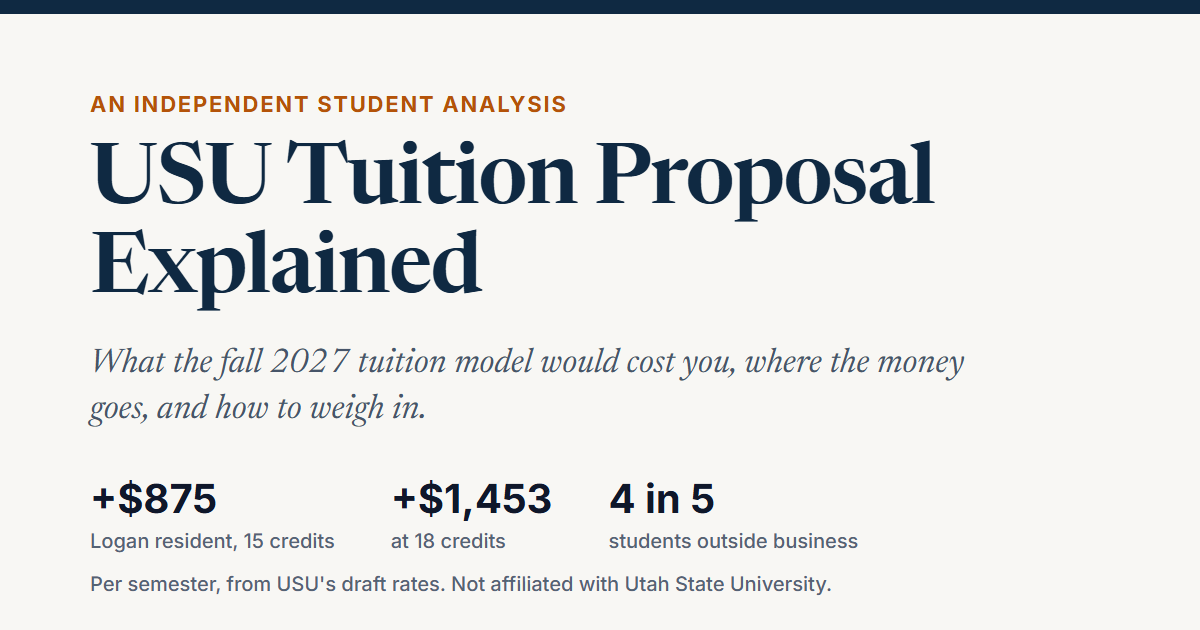 AN INDEPENDENT STUDENT ANALYSIS
USU Tuition Proposal
Explained
What the fall 2027 tuition model would cost you, where the money
goes, and how to weigh in.
+$875
Logan resident, 15 credits
+$1,453
at 18 credits
4 in 5
students outside business
Per semester, from USU's draft rates. Not affiliated with Utah State University.